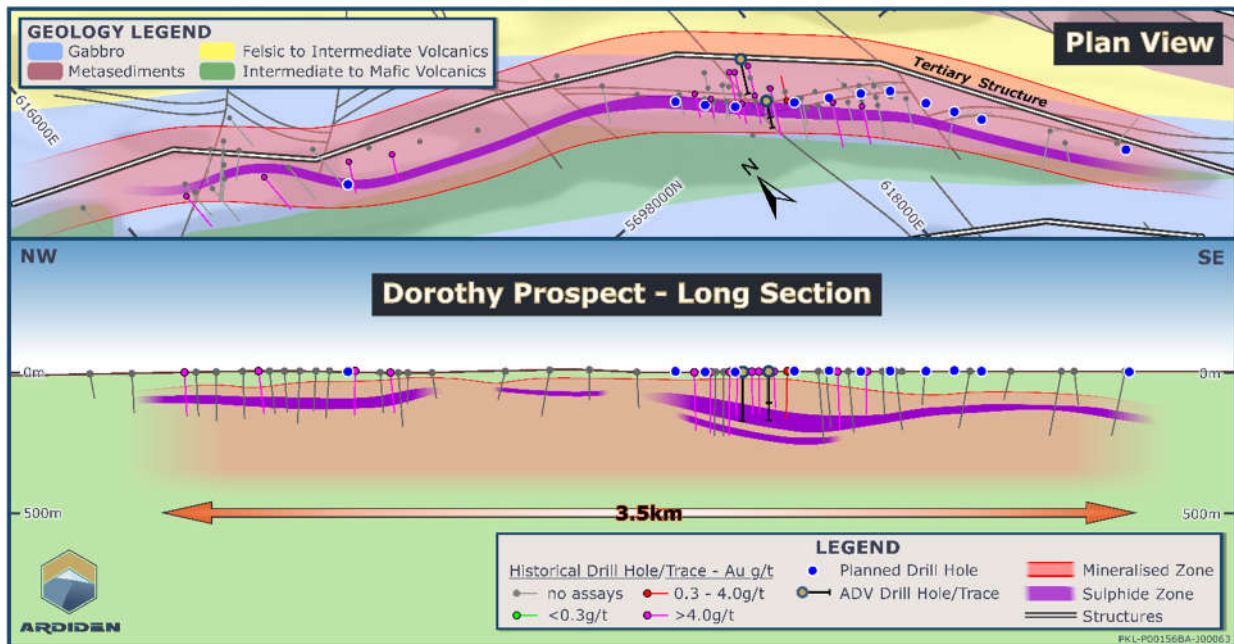 GEOLOGY LEGEND
Gabbro
Felsic to Intermediate Volcanics
Metasediments
Intermediate to Mafic Volcanics
Plan View
Tertiary Structure
616000E
N
5698000N
618000E
NW
SE
Dorothy Prospect - Long Section
0m
0m
3.5km
500m
500m
LEGEND
Historical Drill Hole/Trace - Au g/t
Planned Drill Hole
Mineralised Zone
no assays
0.3 - 4.0g/t
ADV Drill Hole/Trace
Sulphide Zone
<0.3g/t
>4.0g/t
Structures
ARDIDEN
PKL-P00156BA-J00063